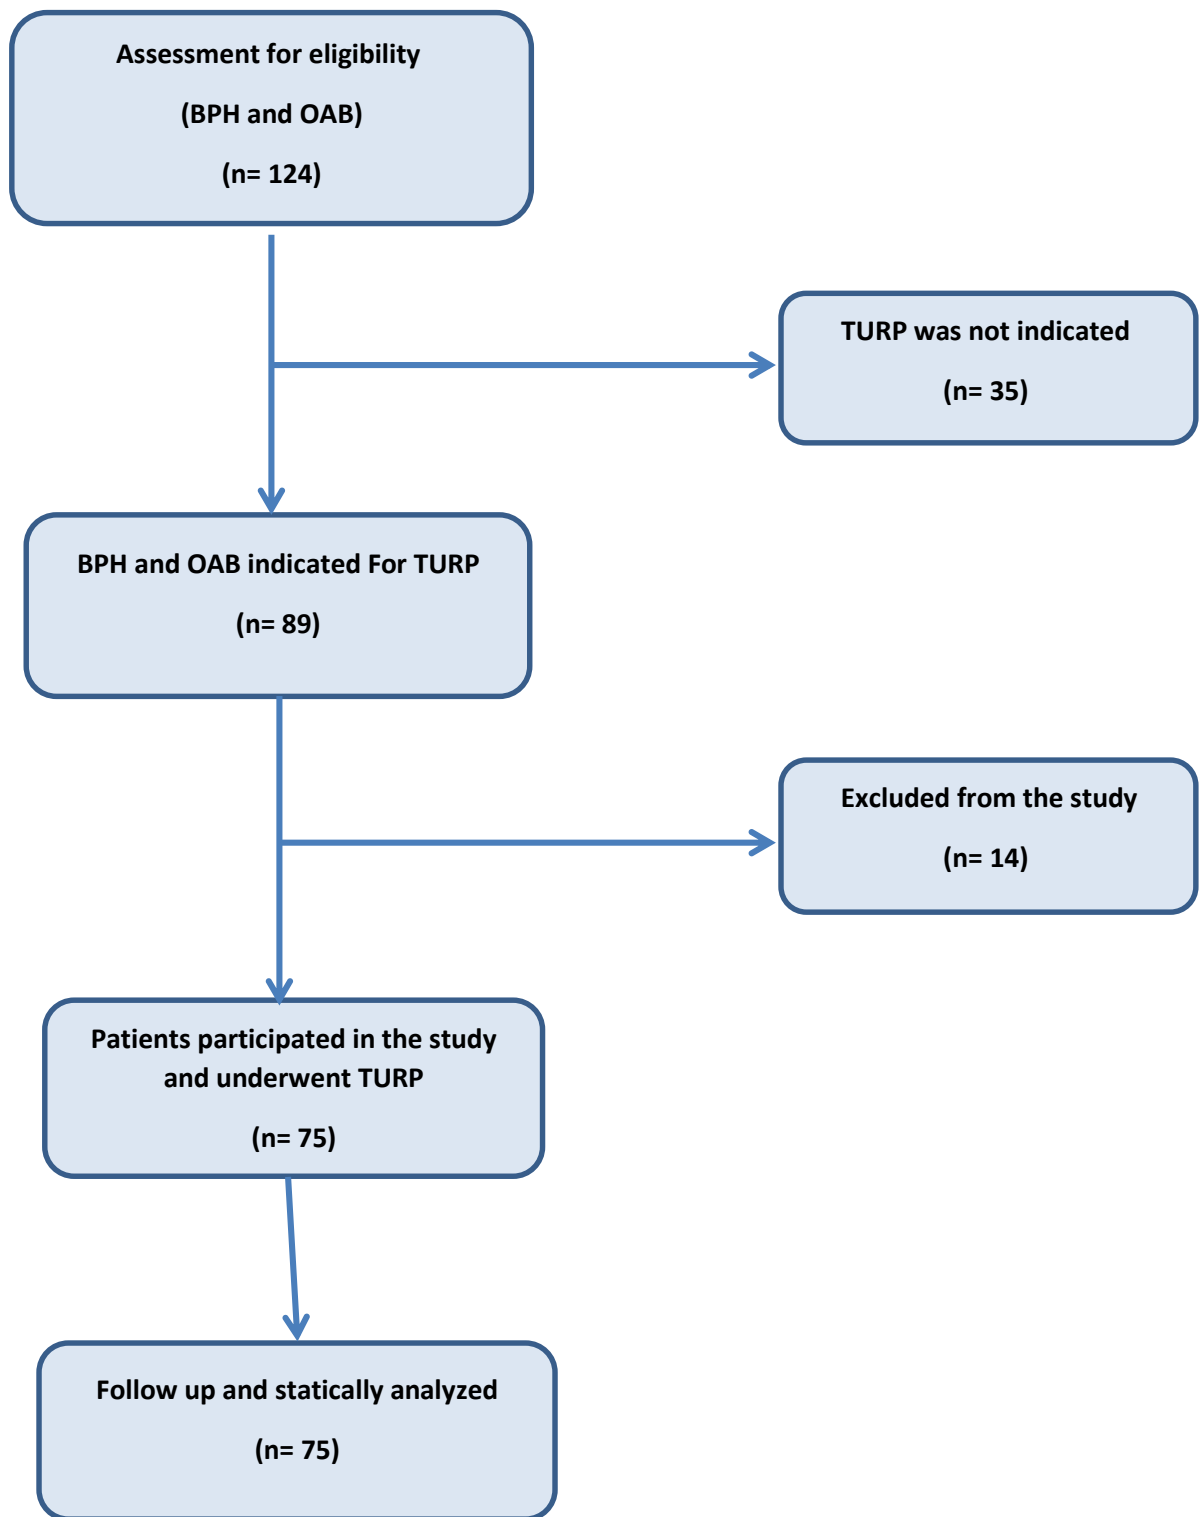 Assessment for eligibility
(BPH and OAB)
(n= 124)
TURP was not indicated
(n= 35)
BPH and OAB indicated For TURP
(n= 89)
Excluded from the study
(n= 14)
Patients participated in the study
and underwent TURP
(n= 75)
Follow up and statically analyzed
(n= 75)